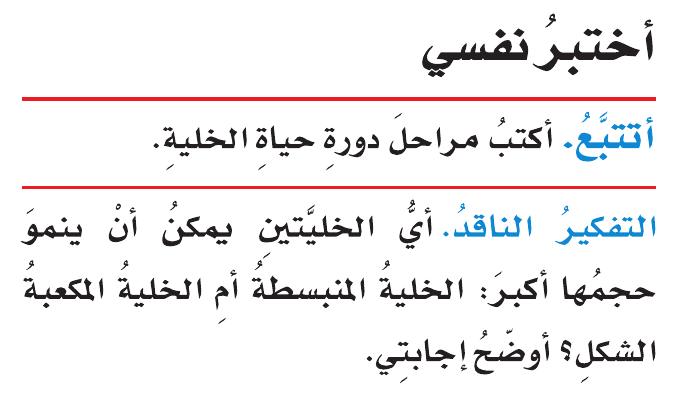 أختبرُ نفسي
أتتبَّعُ. أكتبُ مراحلَ دورةِ حياةِ الخليةِ.
التفكيرُ الناقدُ. أيُّ الخليَّتينِ يمكنُ أنْ ينموَ
حجمُها أكبرَ: الخليةُ المنبسطةُ أمِ الخليةُ المكعبةُ
الشكلِ؟ أوضّحُ إجابتِي.